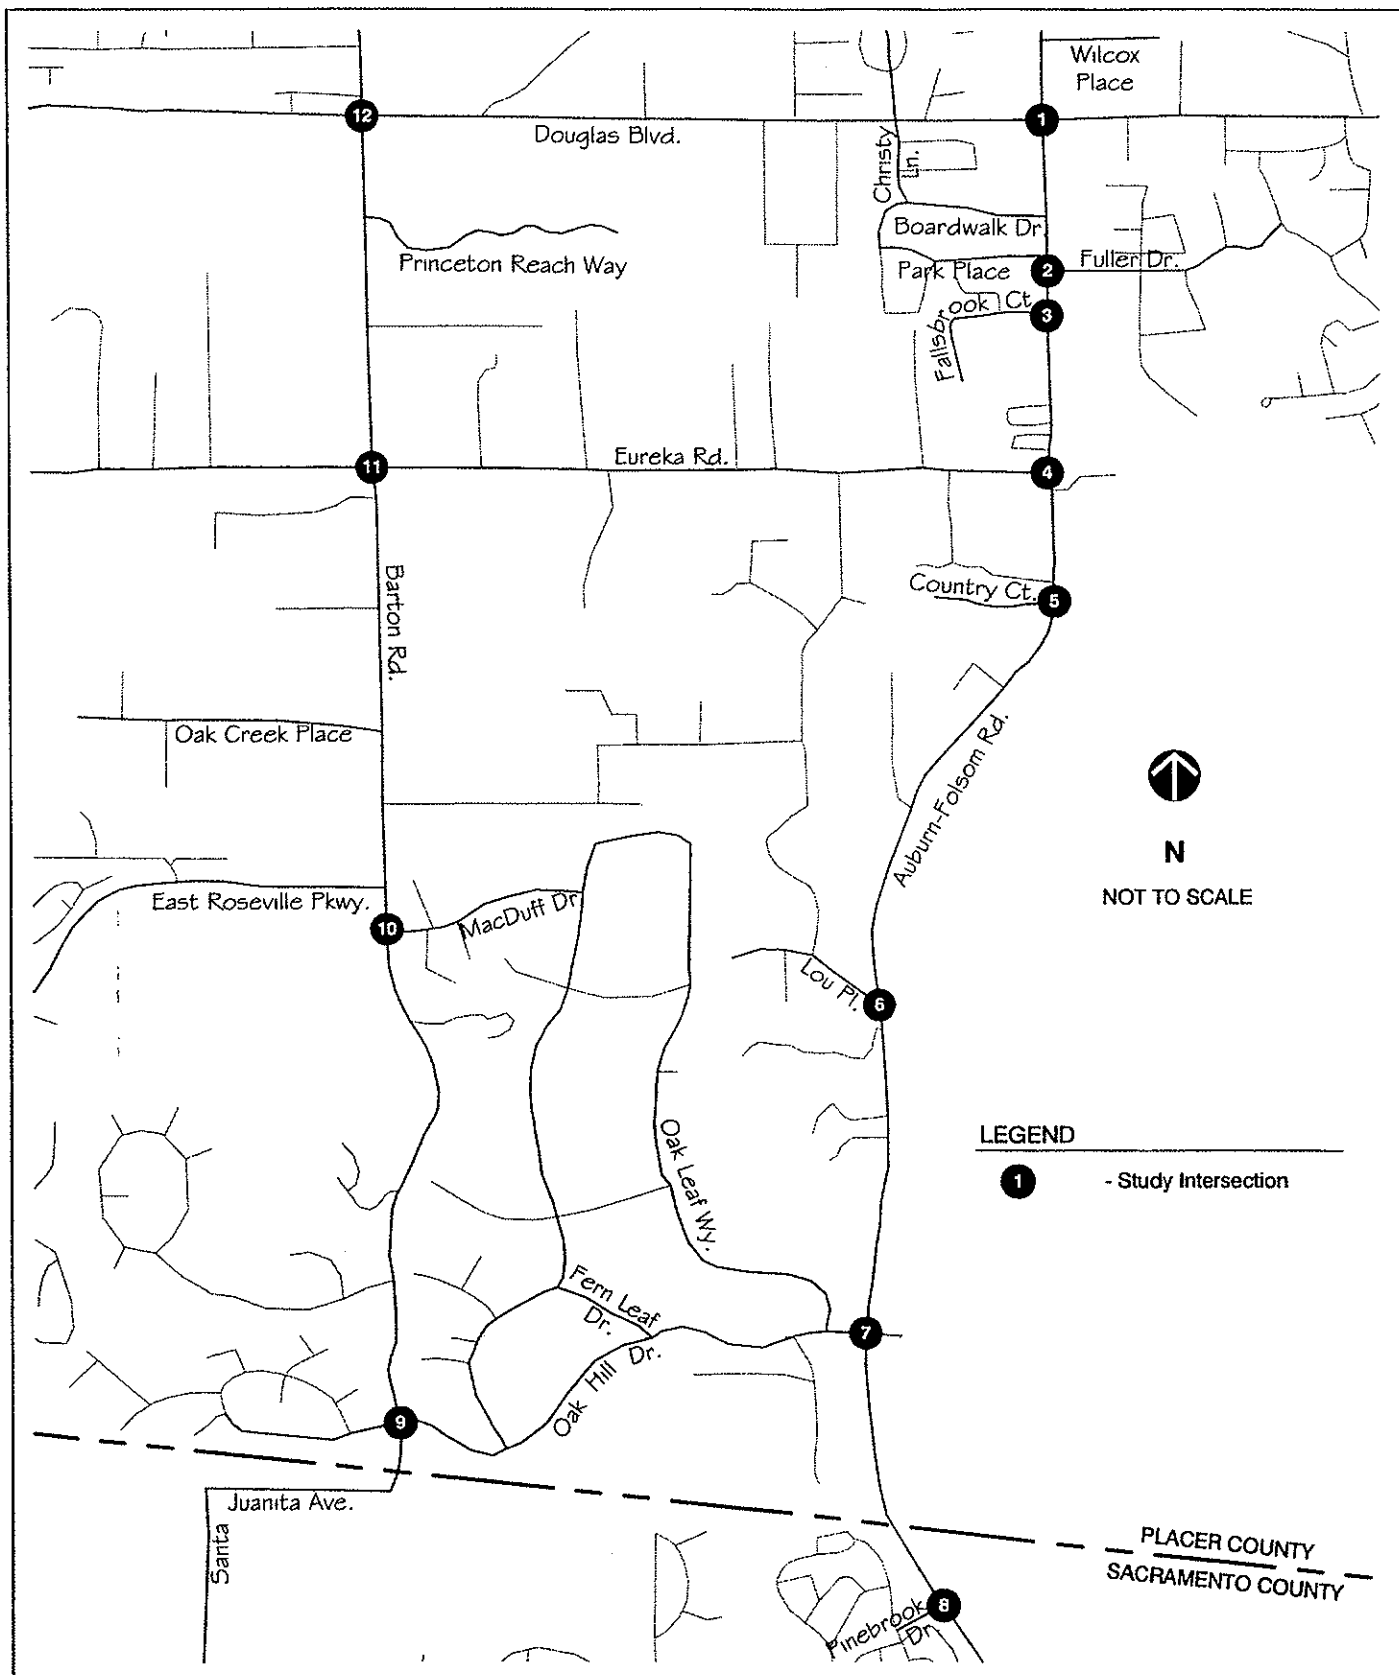 Wilcox
Place
12
1
Douglas Blvd.
Christy
Ln.
Boardwalk Dr
Princeton Reach Way
Park Place
2
Fuller Dr.
Fallsbrook Ct
3
11
Eureka Rd.
4
Barton Rd.
Country Ct.
5
Oak Creek Place
Auburn-Folsom Rd.
N
NOT TO SCALE
East Roseville Pkwy.
10
MacDuff Dr
Lou Pl.
6
LEGEND
1
- Study Intersection
Oak Leaf Wy.
Fern Leaf
Dr.
7
Oak Hill Dr.
9
Juanita Ave.
Santa
PLACER COUNTY
SACRAMENTO COUNTY
8
Pinebrook
Dr.